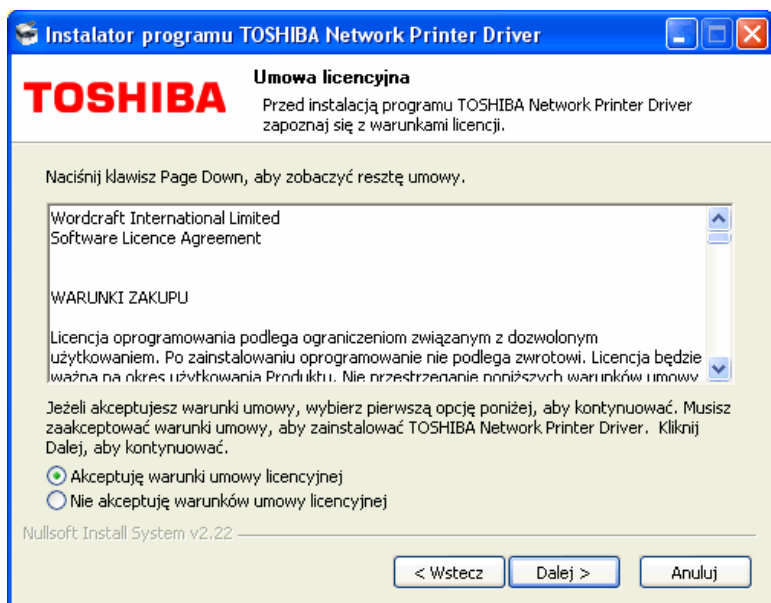 Instalator programu TOSHIBA Network Printer Driver
TOSHIBA
Umowa licencyjna
Przed instalacją programu TOSHIBA Network Printer Driver
zapoznaj się z warunkami licencji.
Naciśnij klawisz Page Down, aby zobaczyć resztę umowy.
Wordcraft International Limited
Software Licence Agreement
WARUNKI ZAKUPU
Licencja oprogramowania podlega ograniczeniom związanym z dozwolonym
użytkowaniem. Po zainstalowaniu oprogramowanie nie podlega zwrotowi. Licencja będzie
ważna na okres użytkowania Produktu. Nie przestrzeganie poniższych warunków umowy
Jeżeli akceptujesz warunki umowy, wybierz pierwszą opcję poniżej, aby kontynuować. Musisz
zaakceptować warunki umowy, aby zainstalować TOSHIBA Network Printer Driver. Kliknij
Dalej, aby kontynuować.
Akceptuję warunki umowy licencyjnej
Nie akceptuję warunków umowy licencyjnej
Nullsoft Install System v2.22
< Wstecz
Dalej >
Anuluj